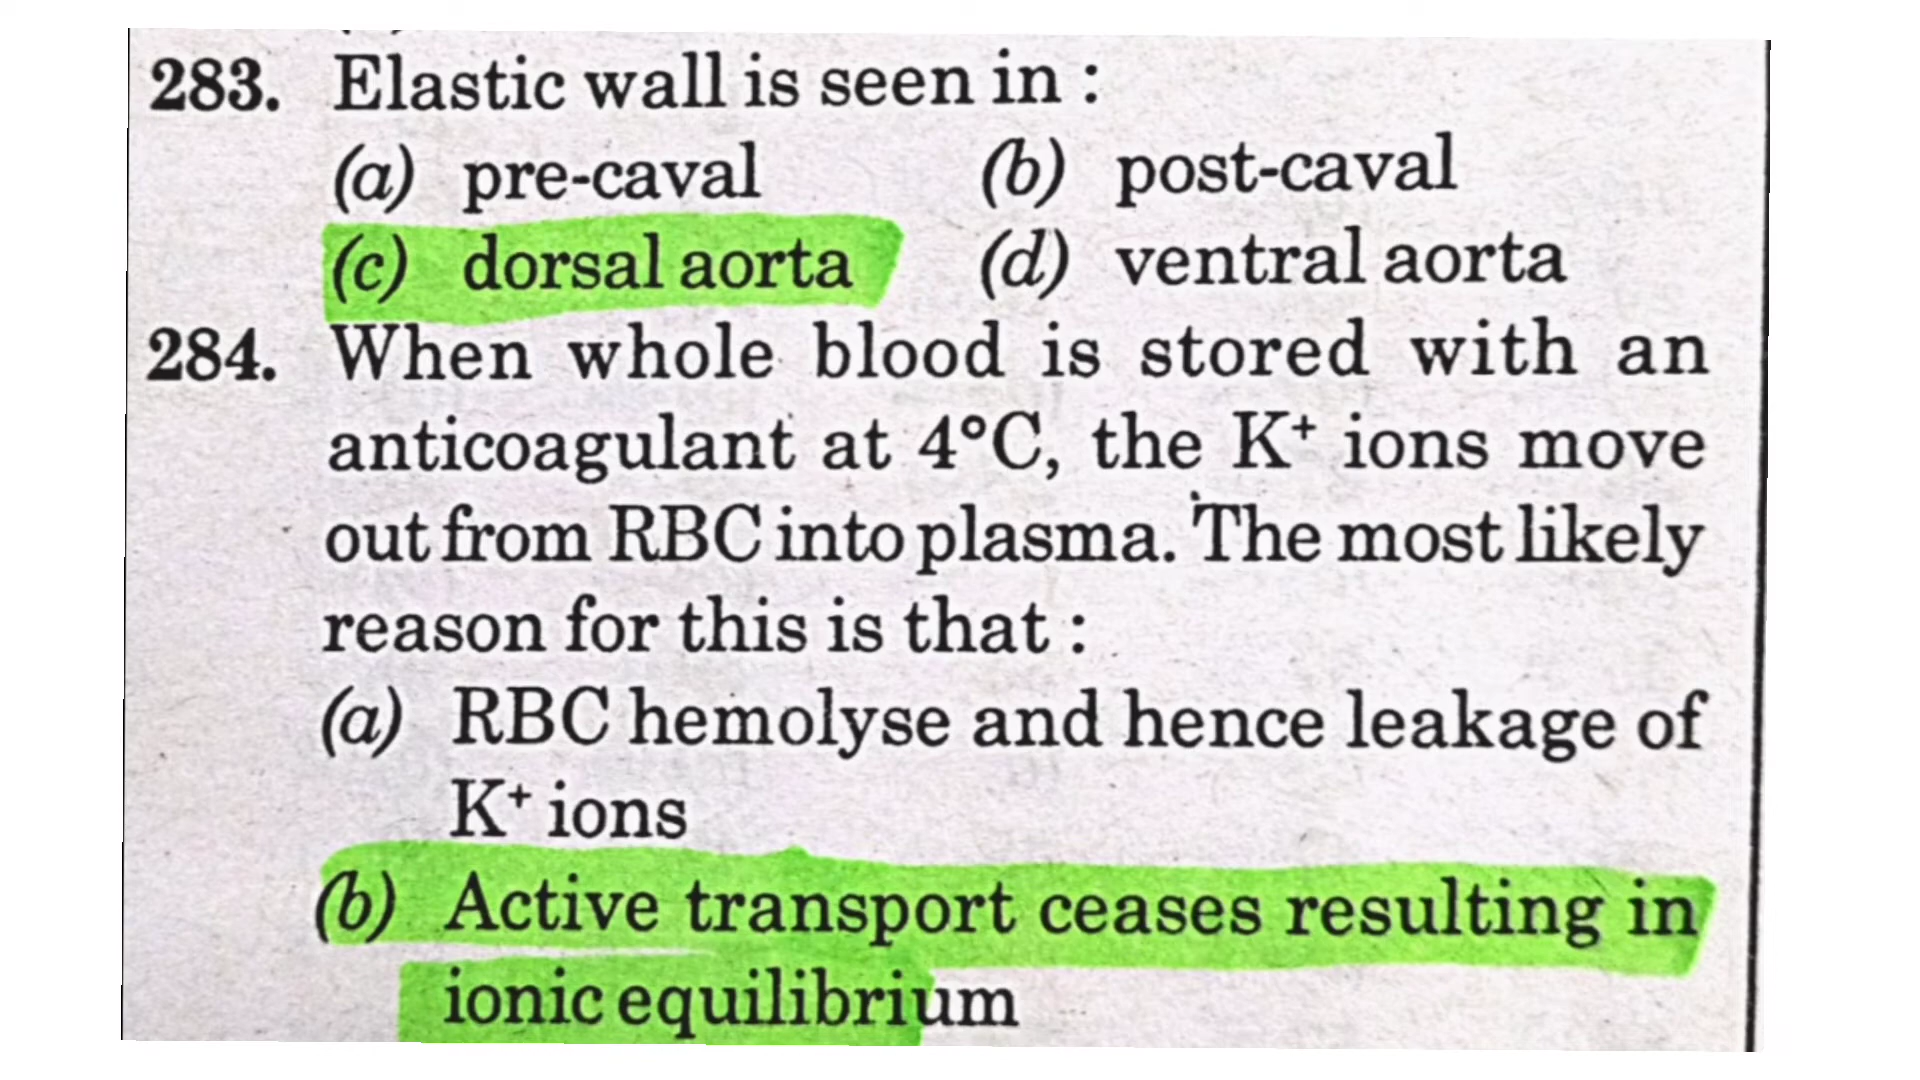 283. Elastic wall is seen in :
(a) pre-caval (b) post-caval
(c) dorsal aorta (d) ventral aorta
284. When whole blood is stored with an
anticoagulant at 4°C, the K⁺ ions move
out from RBC into plasma. The most likely
reason for this is that :
(a) RBC hemolyse and hence leakage of
K⁺ ions
(b) Active transport ceases resulting in
ionic equilibrium